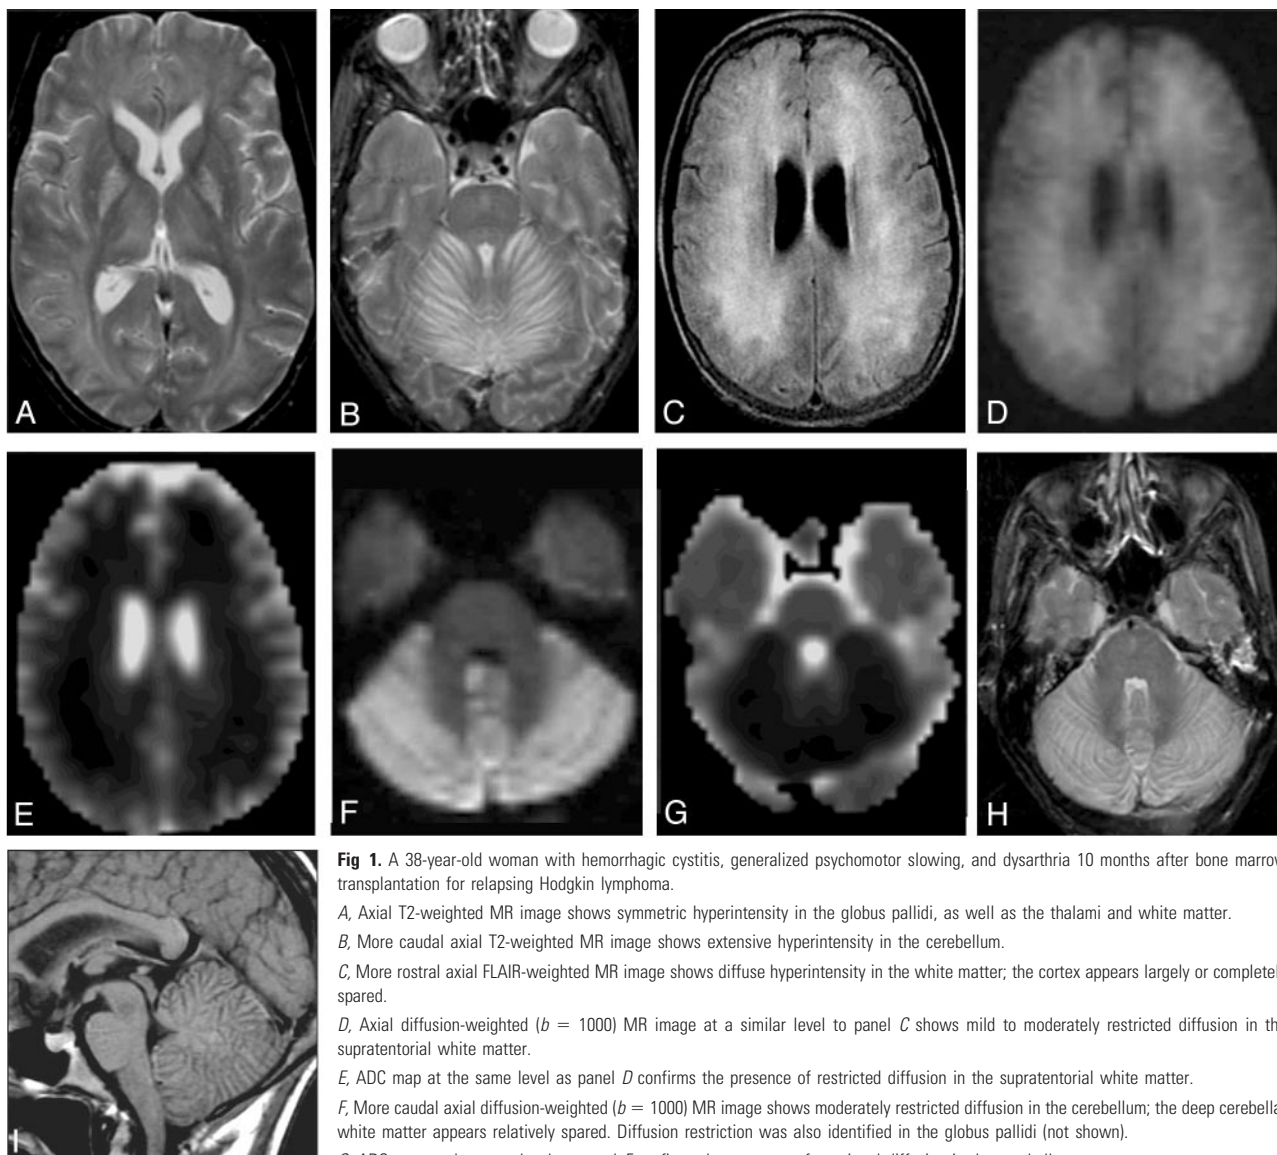 A
B
C
D
E
F
G
H
I
Fig 1. A 38-year-old woman with hemorrhagic cystitis, generalized psychomotor slowing, and dysarthria 10 months after bone marrow
transplantation for relapsing Hodgkin lymphoma.
A, Axial T2-weighted MR image shows symmetric hyperintensity in the globus pallidi, as well as the thalami and white matter.
B, More caudal axial T2-weighted MR image shows extensive hyperintensity in the cerebellum.
C, More rostral axial FLAIR-weighted MR image shows diffuse hyperintensity in the white matter; the cortex appears largely or completel
spared.
D, Axial diffusion-weighted (b = 1000) MR image at a similar level to panel C shows mild to moderately restricted diffusion in th
supratentorial white matter.
E, ADC map at the same level as panel D confirms the presence of restricted diffusion in the supratentorial white matter.
F, More caudal axial diffusion-weighted (b = 1000) MR image shows moderately restricted diffusion in the cerebellum; the deep cerebella
white matter appears relatively spared. Diffusion restriction was also identified in the globus pallidi (not shown).